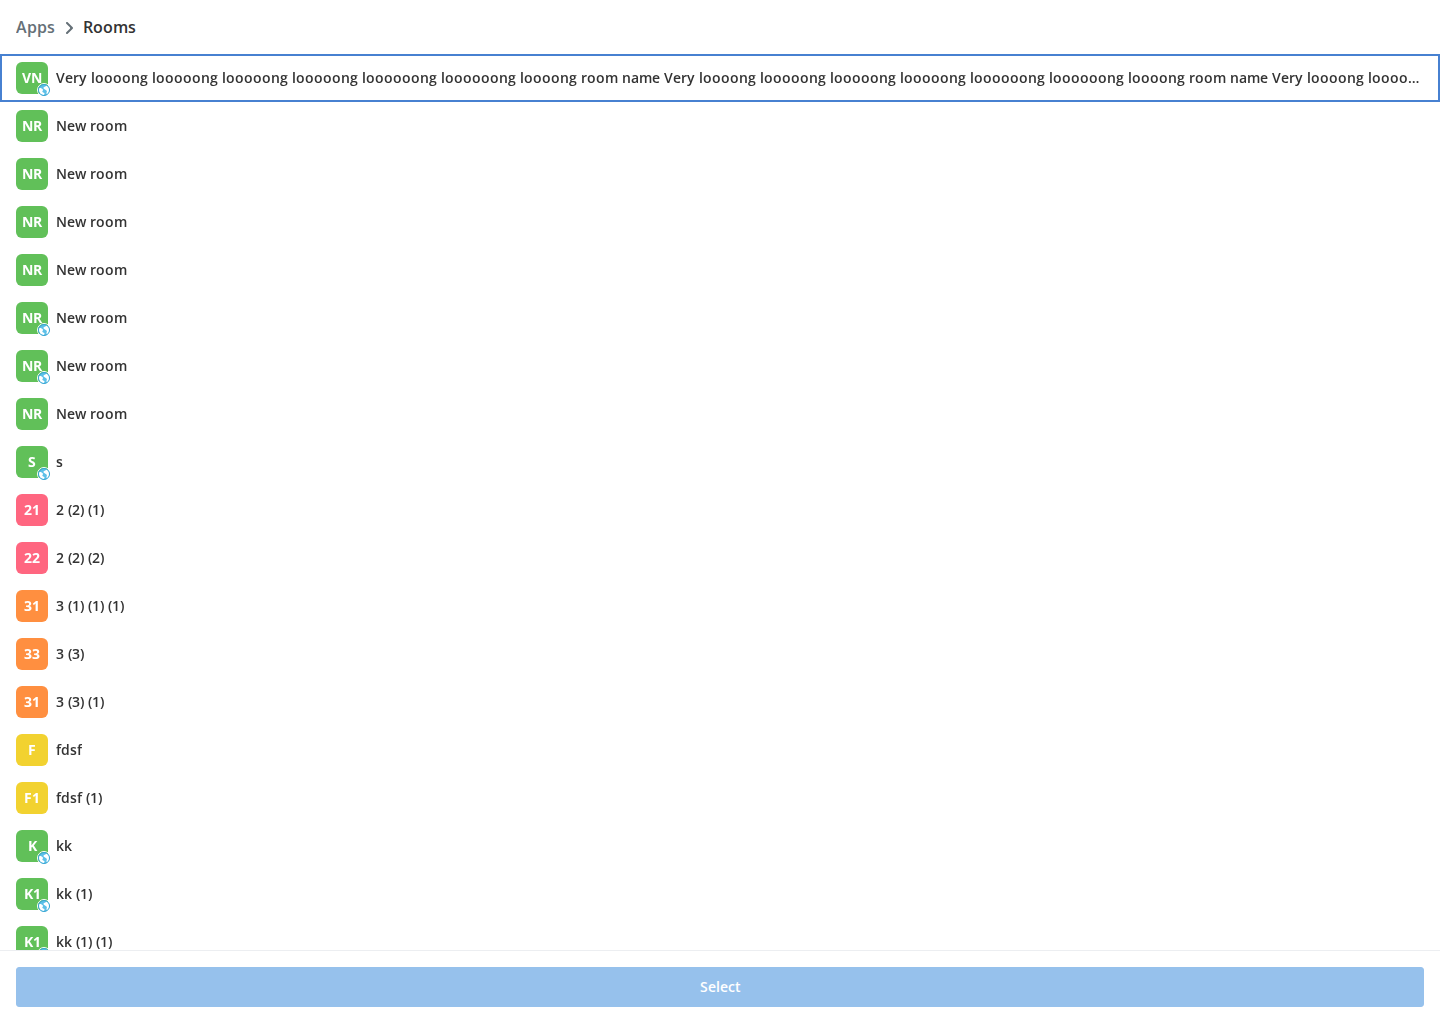 Apps > Rooms
VN Very loooong looooong looooong looooong loooooong loooooong loooong room name Very loooong looooong looooong looooong loooooong loooooong loooong room name Very loooong loooo...
NR New room
NR New room
NR New room
NR New room
NR New room
NR New room
NR New room
S s
21 2 (2) (1)
22 2 (2) (2)
31 3 (1) (1) (1)
33 3 (3)
31 3 (3) (1)
F fdsf
F1 fdsf (1)
K kk
K1 kk (1)
K1 kk (1) (1)
Select